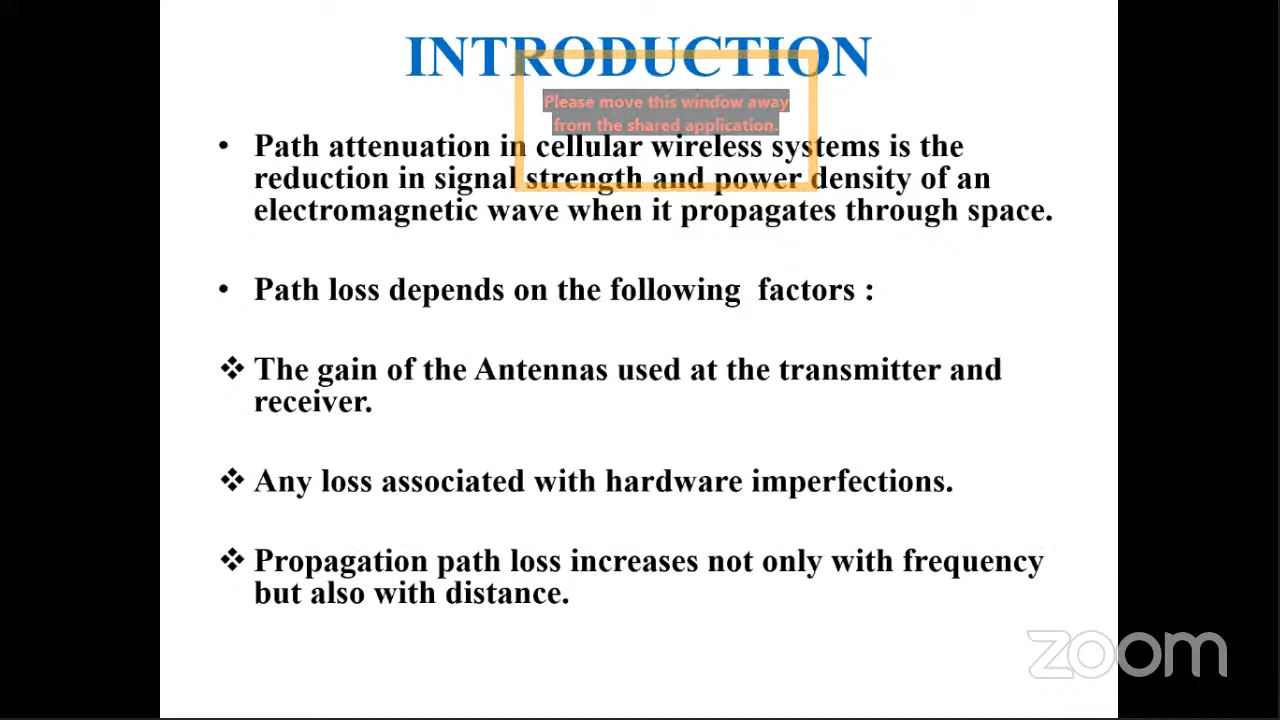 INTRODUCTION
Please move this window away
from the shared application.
• Path attenuation in cellular wireless systems is the
reduction in signal strength and power density of an
electromagnetic wave when it propagates through space.
• Path loss depends on the following factors :
❖ The gain of the Antennas used at the transmitter and
receiver.
❖ Any loss associated with hardware imperfections.
❖ Propagation path loss increases not only with frequency
but also with distance.
zoom